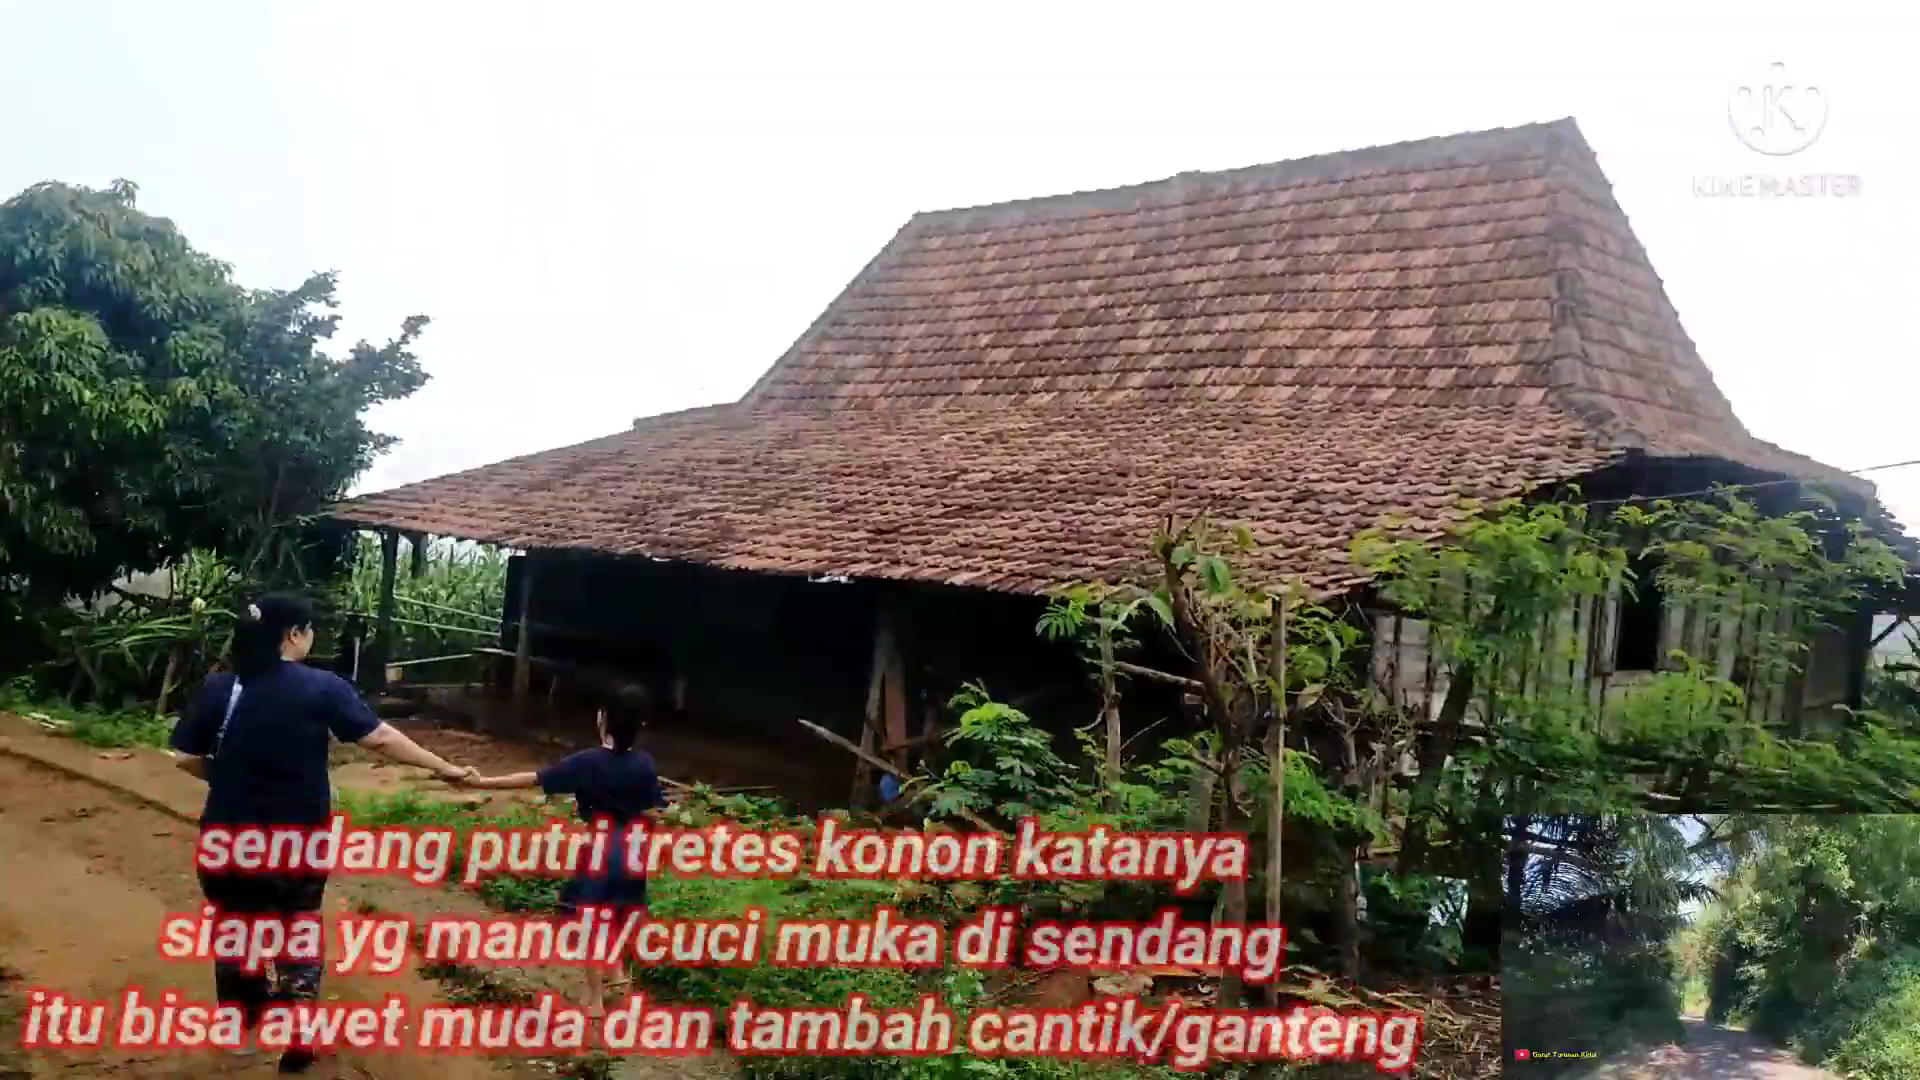 KINEMASTER
sendang putri tretes konon katanya
siapa yg mandi/cuci muka di sendang
itu bisa awet muda dan tambah cantik/ganteng